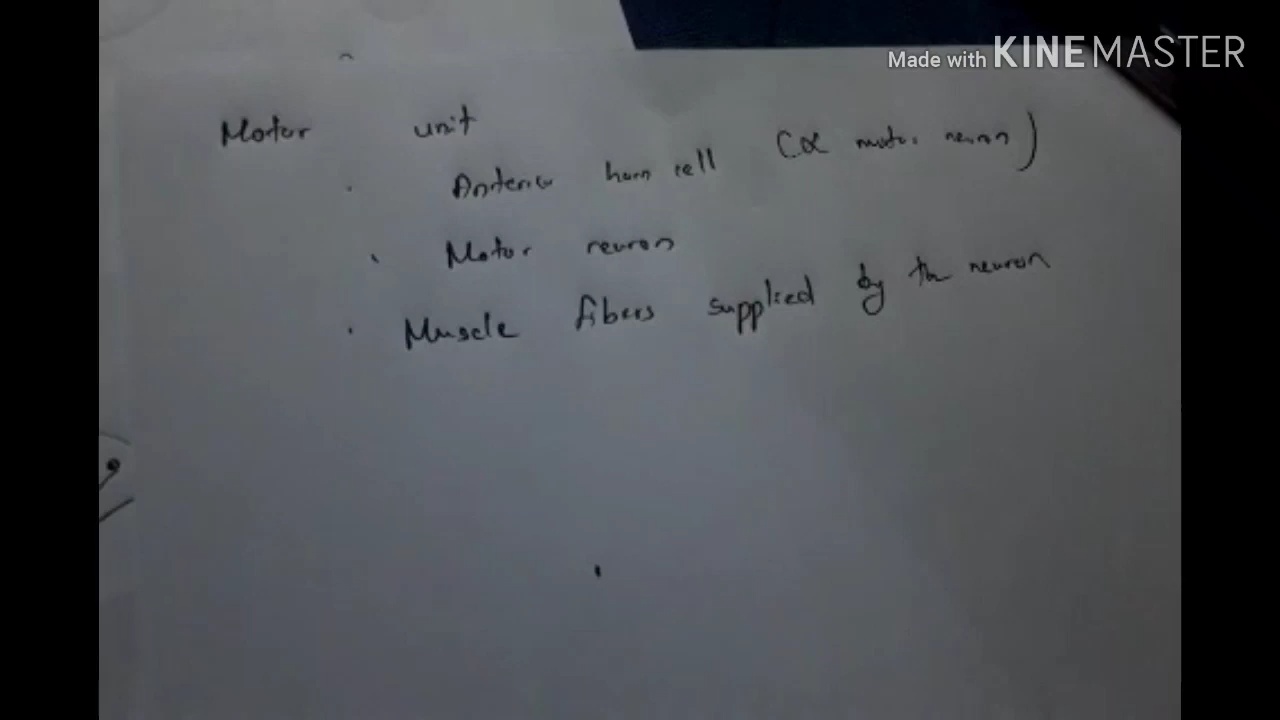 Made with KINEMASTER
Motor unit
· Anterior horn cell (α motor neuron)
· Motor neuron
· Muscle fibers supplied by the neuron